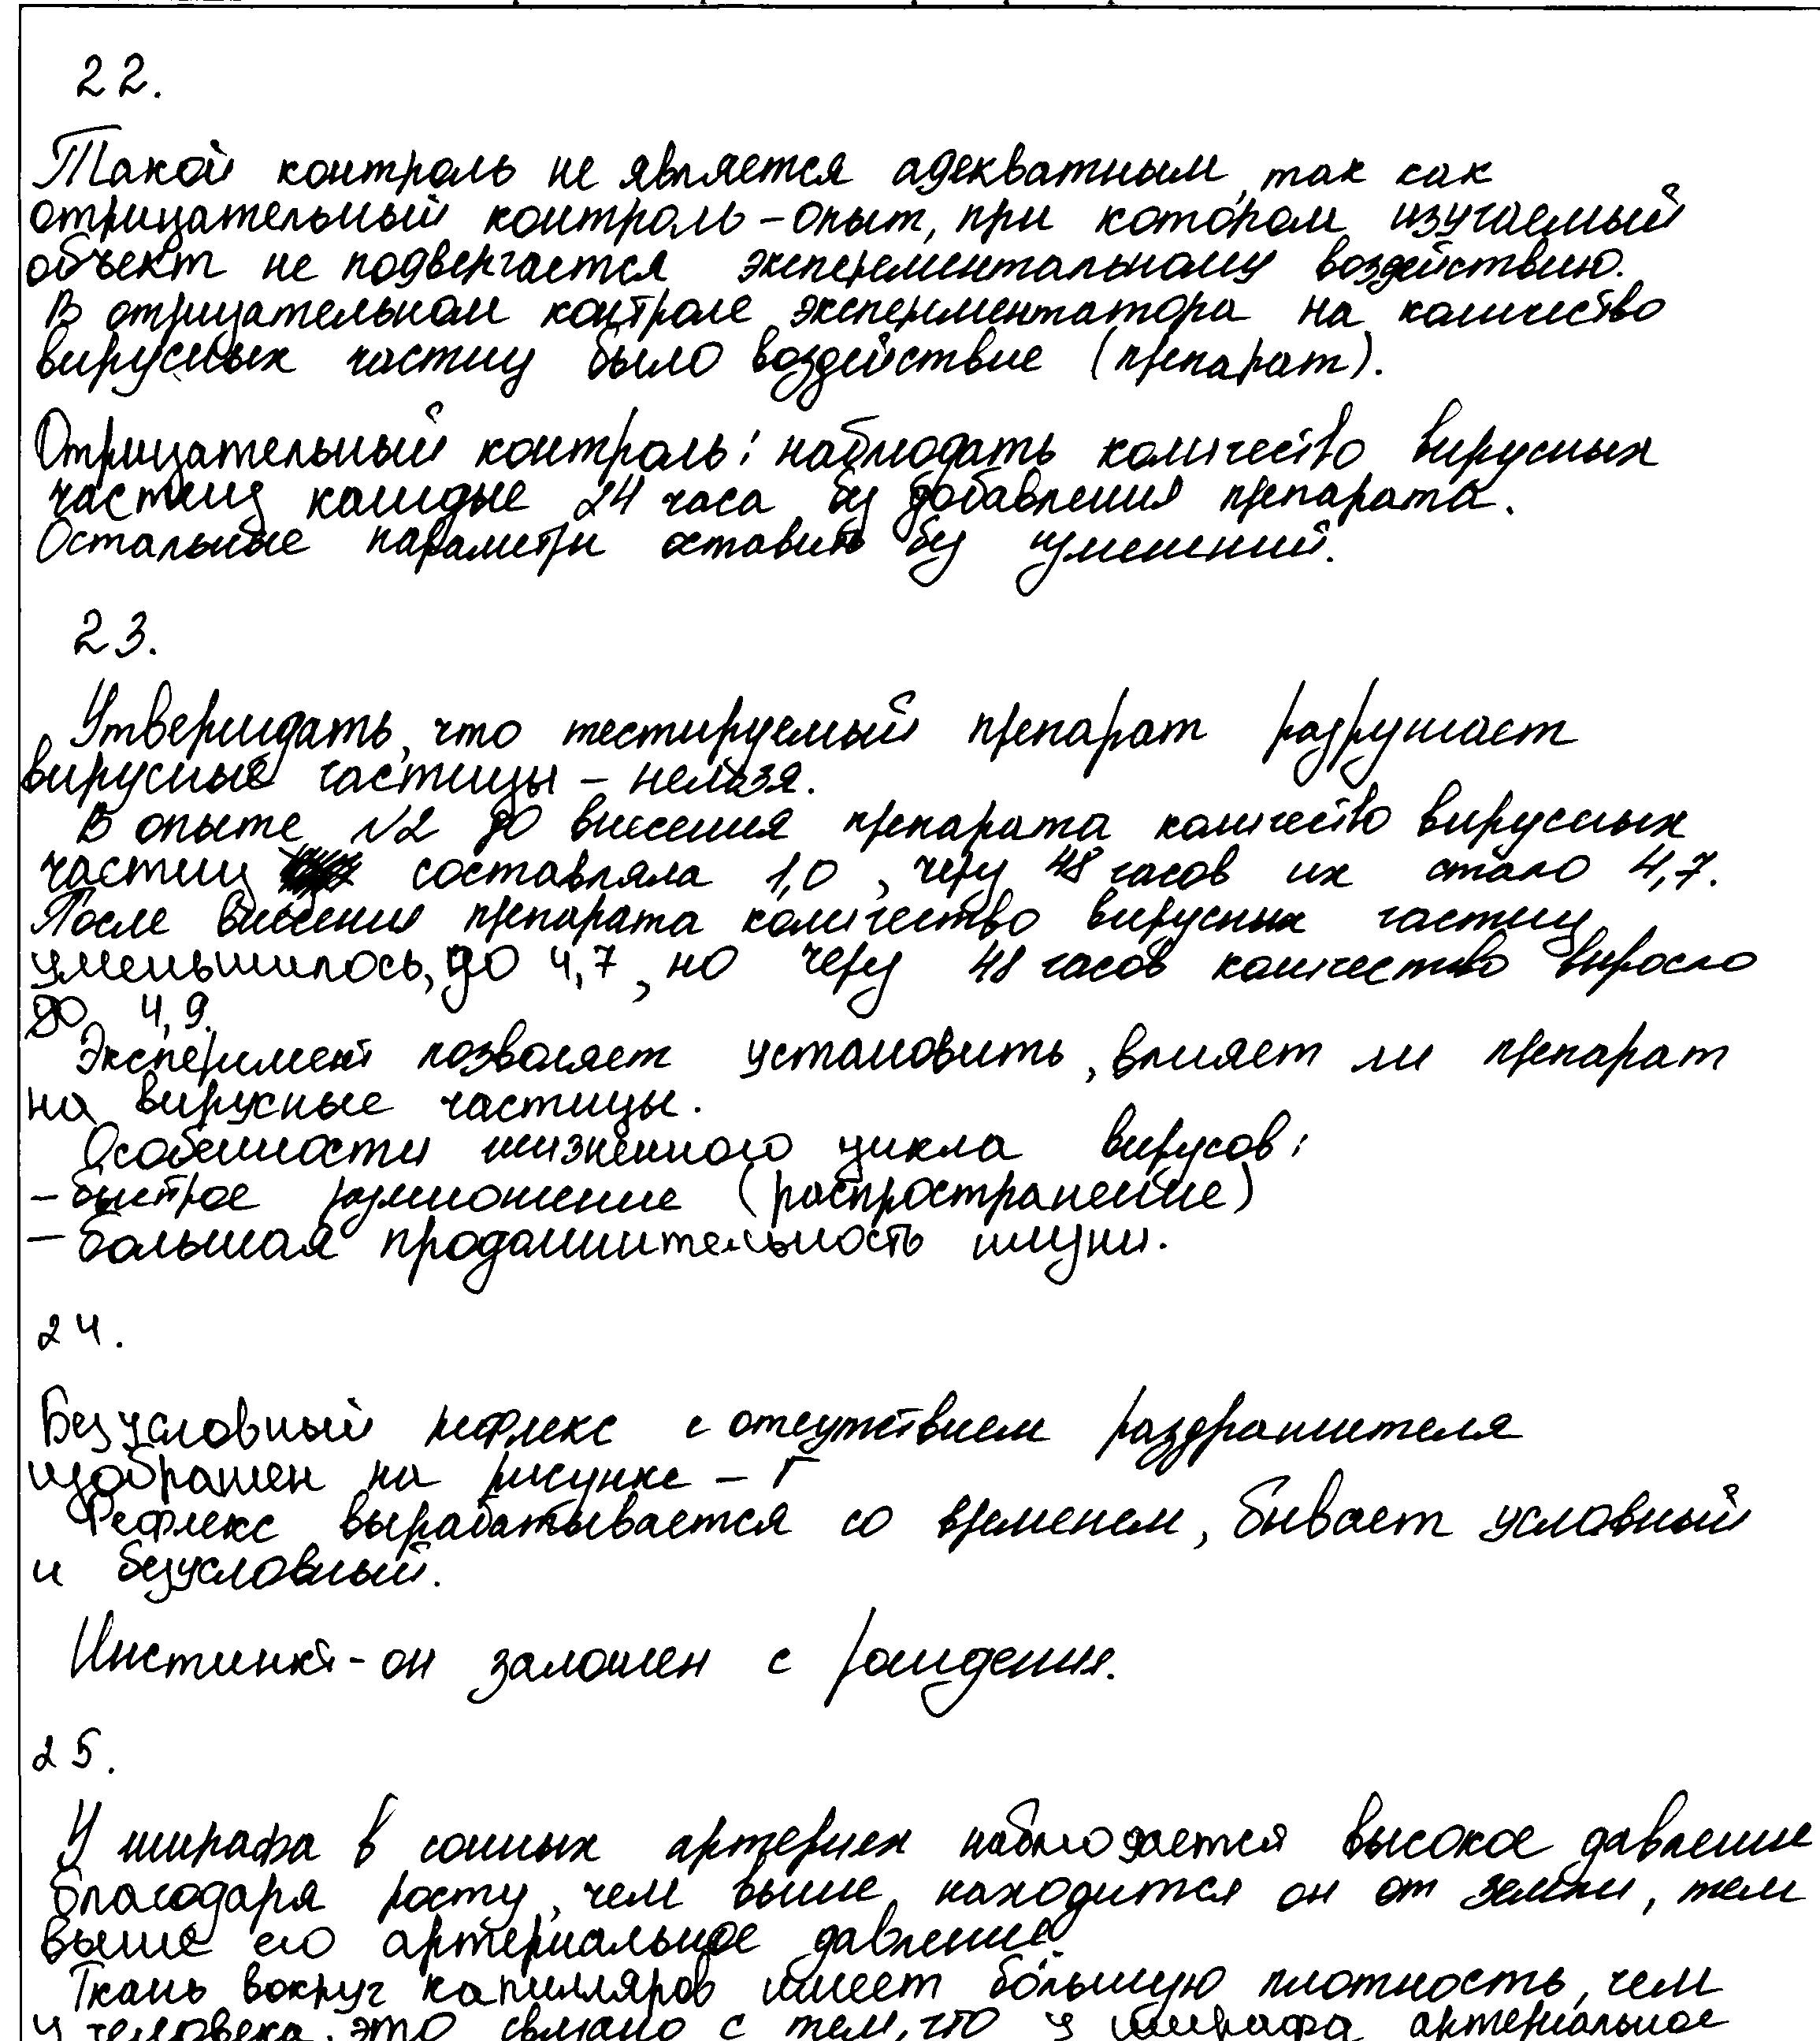 22.
Такой контроль не является адекватным, так как
отрицательный контроль - опыт, при котором изучаемый
объект не подвергается эксперементальному воздействию.
В отрицательном контроле экспериментатора на количество
вирусных частиц было воздействие (препарат).
Отрицательный контроль: наблюдать количество вирусных
частиц каждые 24 часа без добавления препарата.
Остальные параметры оставить без изменений.
23.
Утверждать, что тестируемый препарат разрушает
вирусные частицы - нельзя.
В опыте №2 до внесения препарата количество вирусных
частиц составляла 1,0, через 48 часов их стало 4,7.
После внесения препарата количество вирусных частиц
уменьшилось, до 4,7, но через 48 часов количество выросло
до 4,9.
Эксперимент позволяет установить, влияет ли препарат
на вирусные частицы.
Особенности жизненного цикла вирусов:
- быстрое размножение (распространение)
- большая продолжительность жизни.
24.
Безусловный рефлекс с отсутствием раздражителя
изображен на рисунке - Г
Рефлекс вырабатывается со временем, бывает условный
и безусловный.
Инстинкт - он заложен с рождения.
25.
У жирафа в сонных артериях наблюдается высокое давление
благодаря росту, чем выше находится он от земли, тем
выше его артериальное давление.
Ткань вокруг капилляров имеет бо́льшую плотность, чем
у человека, это связано с тем, что у жирафа артериальное